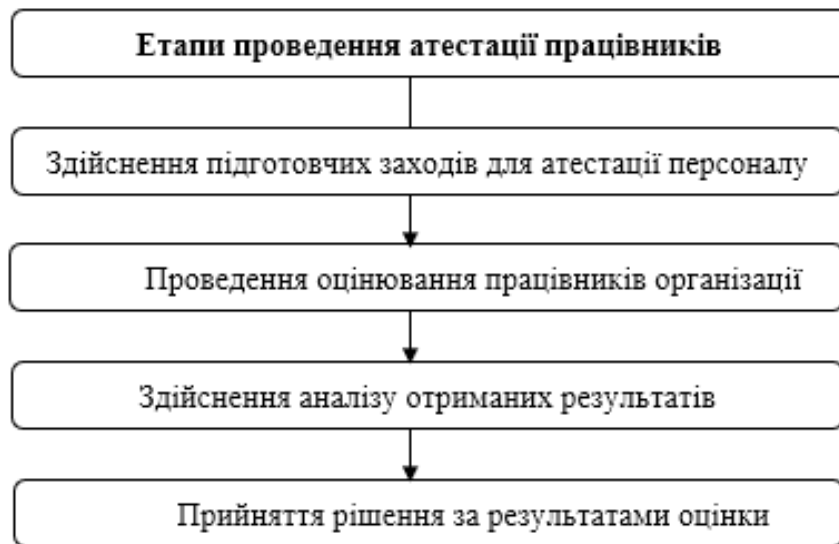 Етапи проведення атестації працівників
Здійснення підготовчих заходів для атестації персоналу
Проведення оцінювання працівників організації
Здійснення аналізу отриманих результатів
Прийняття рішення за результатами оцінки